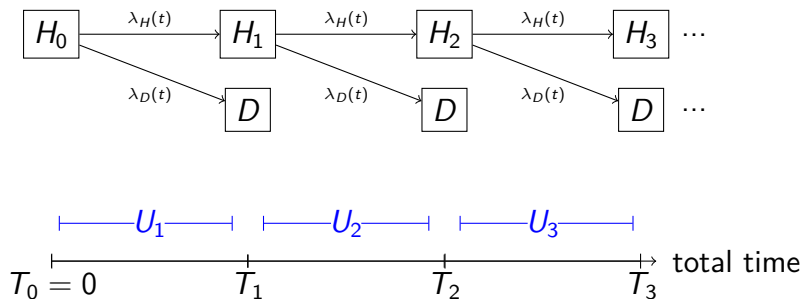 H₀ λ_H(t) H₁ λ_H(t) H₂ λ_H(t) H₃ ...
λ_D(t) D λ_D(t) D λ_D(t) D ...
U₁ U₂ U₃
T₀ = 0 T₁ T₂ T₃ total time